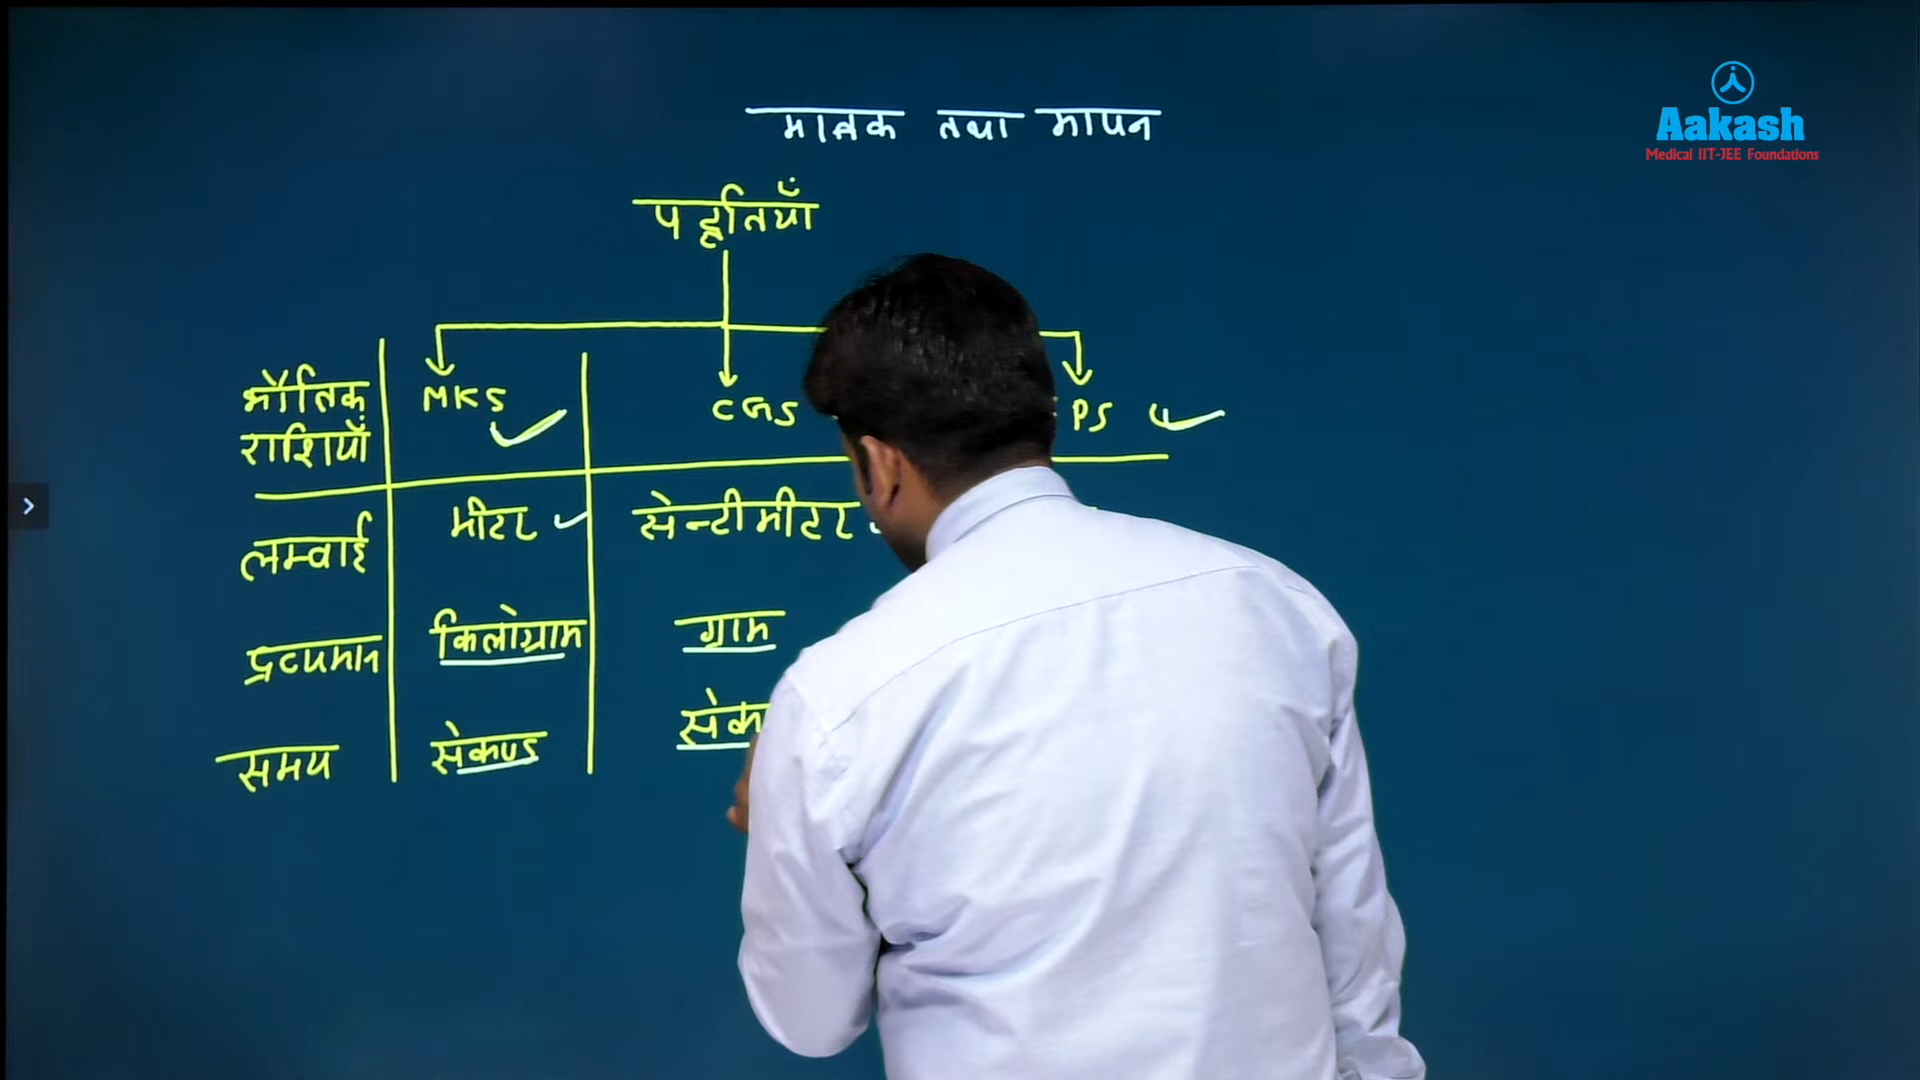 Aakash
Medical IIT-JEE Foundations
मात्रक तथा मापन
पद्धतियाँ
भौतिक राशियाँ
MKS
CGS
PS
लम्बाई
मीटर
सेन्टीमीटर
द्रव्यमान
किलोग्राम
ग्राम
समय
सेकण्ड
सेक